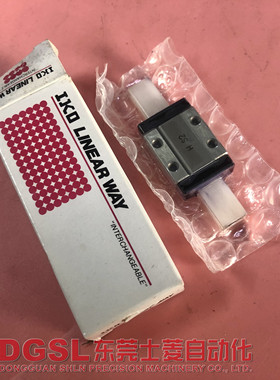 IKO LINEAR WAY
"INTERCHANGEABLE"
DGSL东莞士菱自动化
DONGGUAN SHLN PRECISION MACHINERY CO., LTD